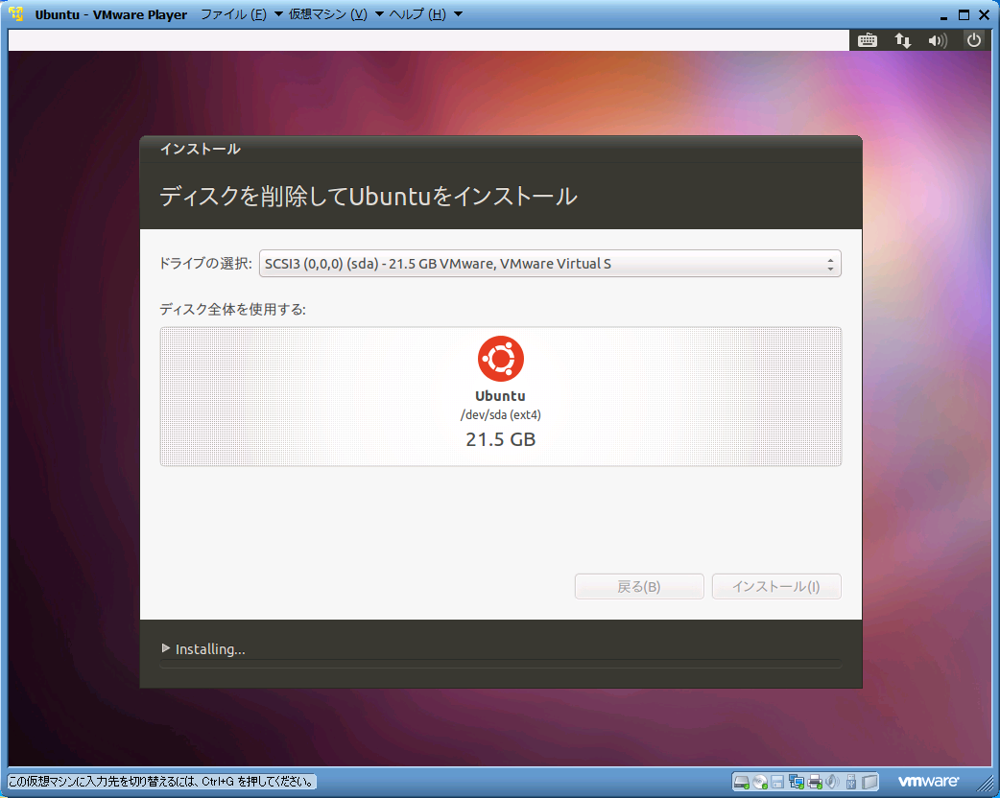 Ubuntu - VMware Player ファイル (F) 仮想マシン (V) ヘルプ (H)
インストール
ディスクを削除してUbuntuをインストール
ドライブの選択: SCSI3 (0,0,0) (sda) - 21.5 GB VMware, VMware Virtual S
ディスク全体を使用する:
Ubuntu
/dev/sda (ext4)
21.5 GB
戻る(B) インストール(I)
Installing...
この仮想マシンに入力先を切り替えるには、Ctrl+G を押してください。 vmware